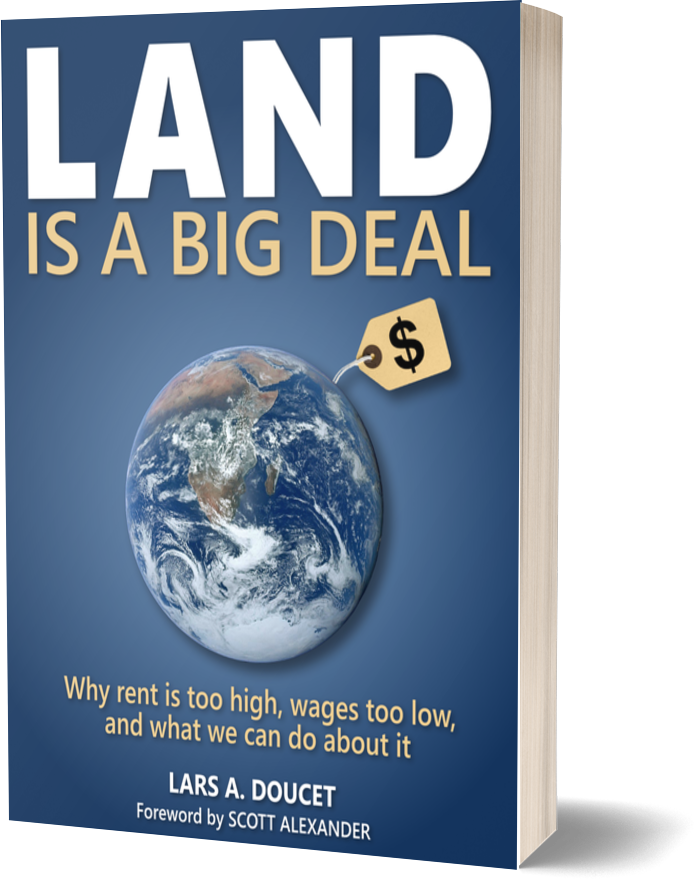 LAND
IS A BIG DEAL
$
Why rent is too high, wages too low,
and what we can do about it
LARS A. DOUCET
Foreword by SCOTT ALEXANDER